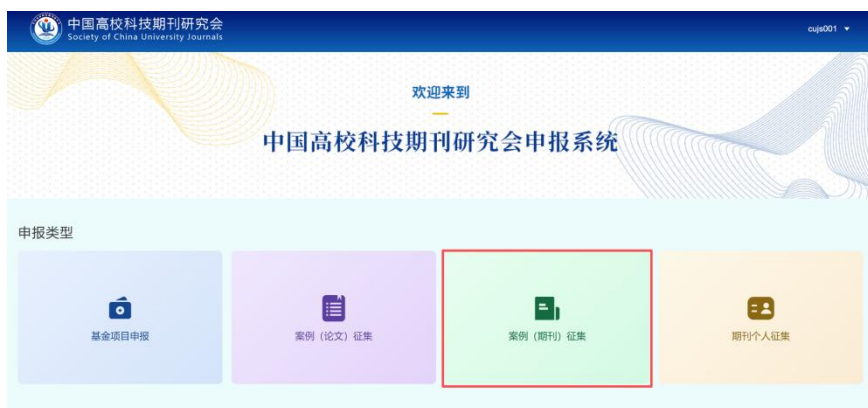 中国高校科技期刊研究会
Society of China University Journals
cujs001
欢迎来到
中国高校科技期刊研究会申报系统
申报类型
基金项目申报
案例（论文）征集
案例（期刊）征集
期刊个人征集